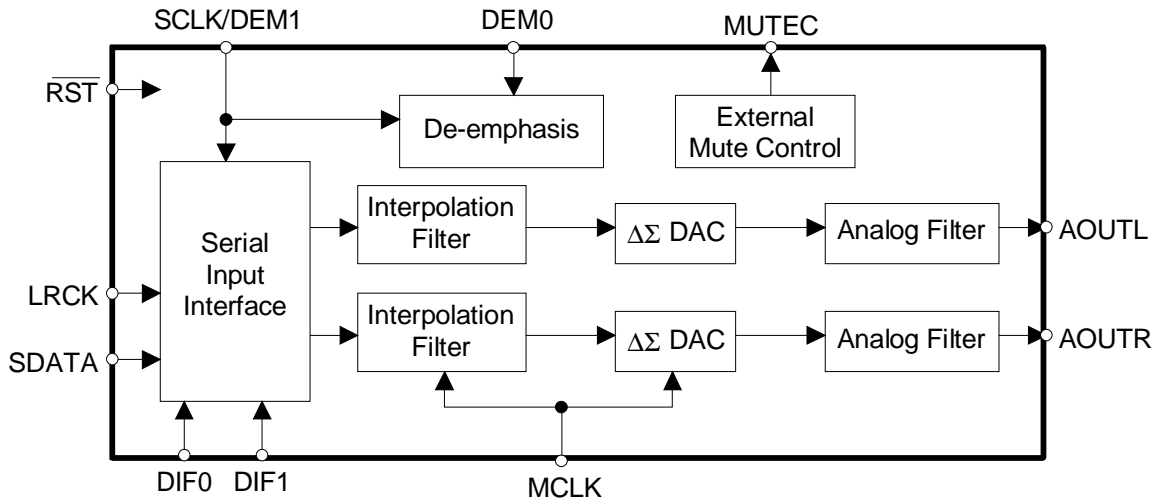 SCLK/DEM1
DEM0
MUTEC
RST
De-emphasis
External
Mute Control
Serial
Input
Interface
Interpolation
Filter
ΔΣ DAC
Analog Filter
AOUTL
LRCK
SDATA
Interpolation
Filter
ΔΣ DAC
Analog Filter
AOUTR
DIF0
DIF1
MCLK